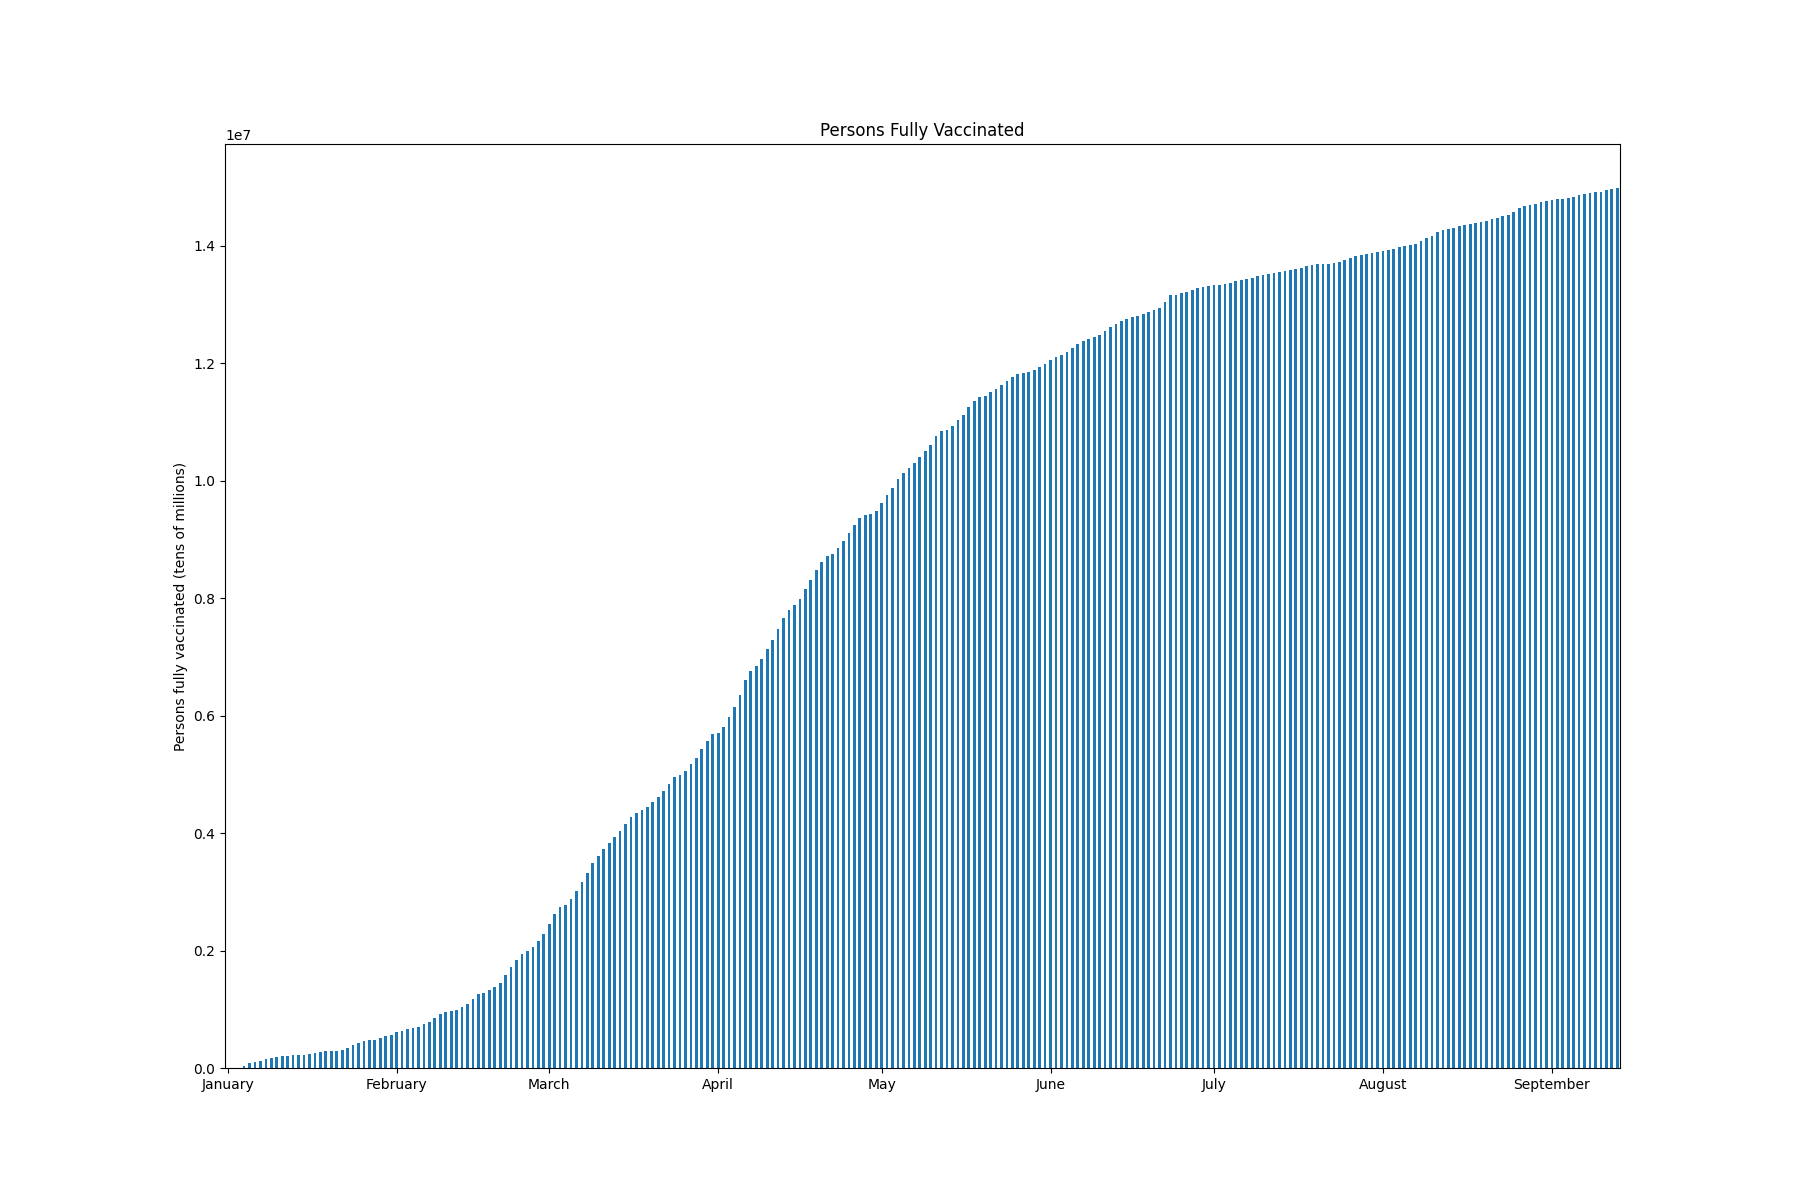 Persons Fully Vaccinated
1e7
1.4
1.2
1.0
0.8
0.6
0.4
0.2
0.0
Persons fully vaccinated (tens of millions)
January February March April May June July August September